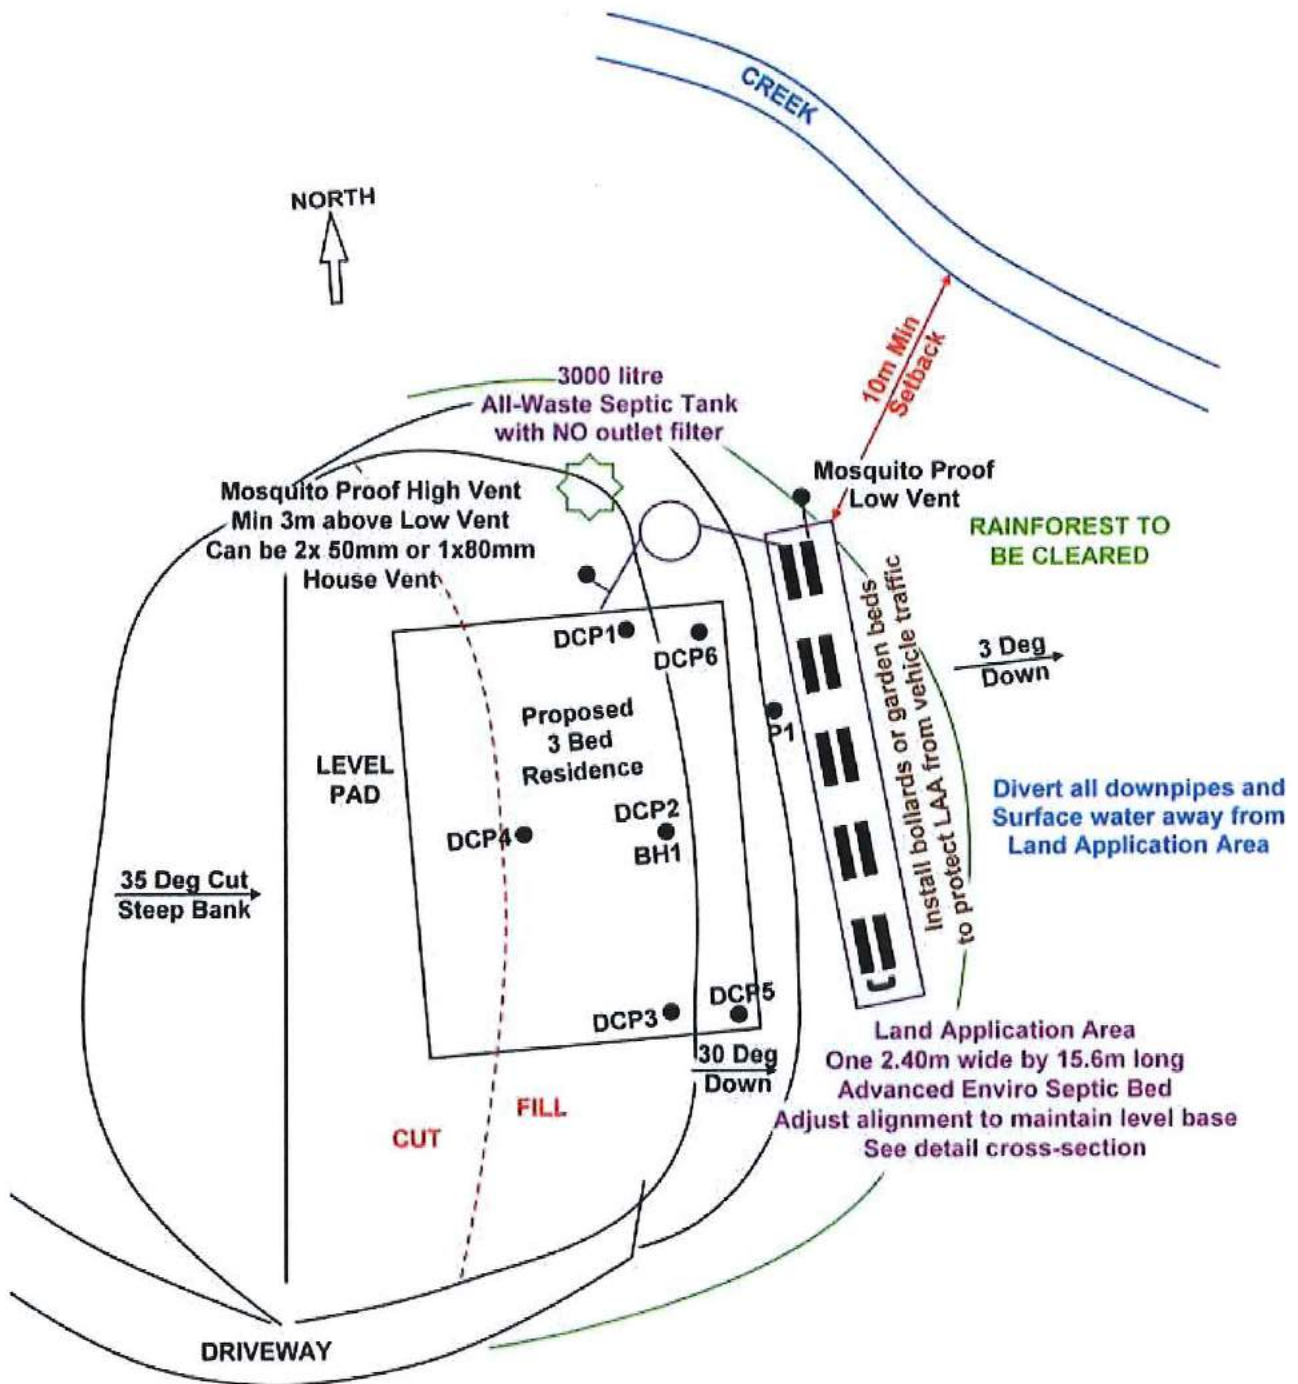 CREEK
NORTH
10m Min
Setback
3000 litre
All-Waste Septic Tank
with NO outlet filter
Mosquito Proof
Low Vent
Mosquito Proof High Vent
Min 3m above Low Vent
Can be 2x 50mm or 1x80mm
House Vent
RAINFOREST TO
BE CLEARED
DCP1
DCP6
3 Deg
Down
Install bollards or garden beds
to protect LAA from vehicle traffic
Proposed
3 Bed
Residence
P1
LEVEL
PAD
Divert all downpipes and
Surface water away from
Land Application Area
DCP2
BH1
DCP4
35 Deg Cut
Steep Bank
DCP5
DCP3
30 Deg
Down
Land Application Area
One 2.40m wide by 15.6m long
Advanced Enviro Septic Bed
Adjust alignment to maintain level base
See detail cross-section
FILL
CUT
DRIVEWAY